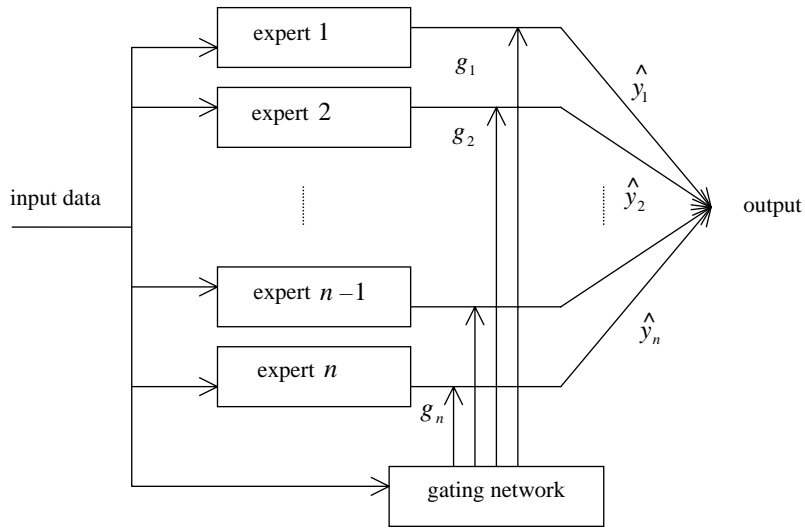 expert 1
g₁
ŷ₁
expert 2
g₂
input data
ŷ₂
output
expert n –1
ŷₙ
expert n
gₙ
gating network